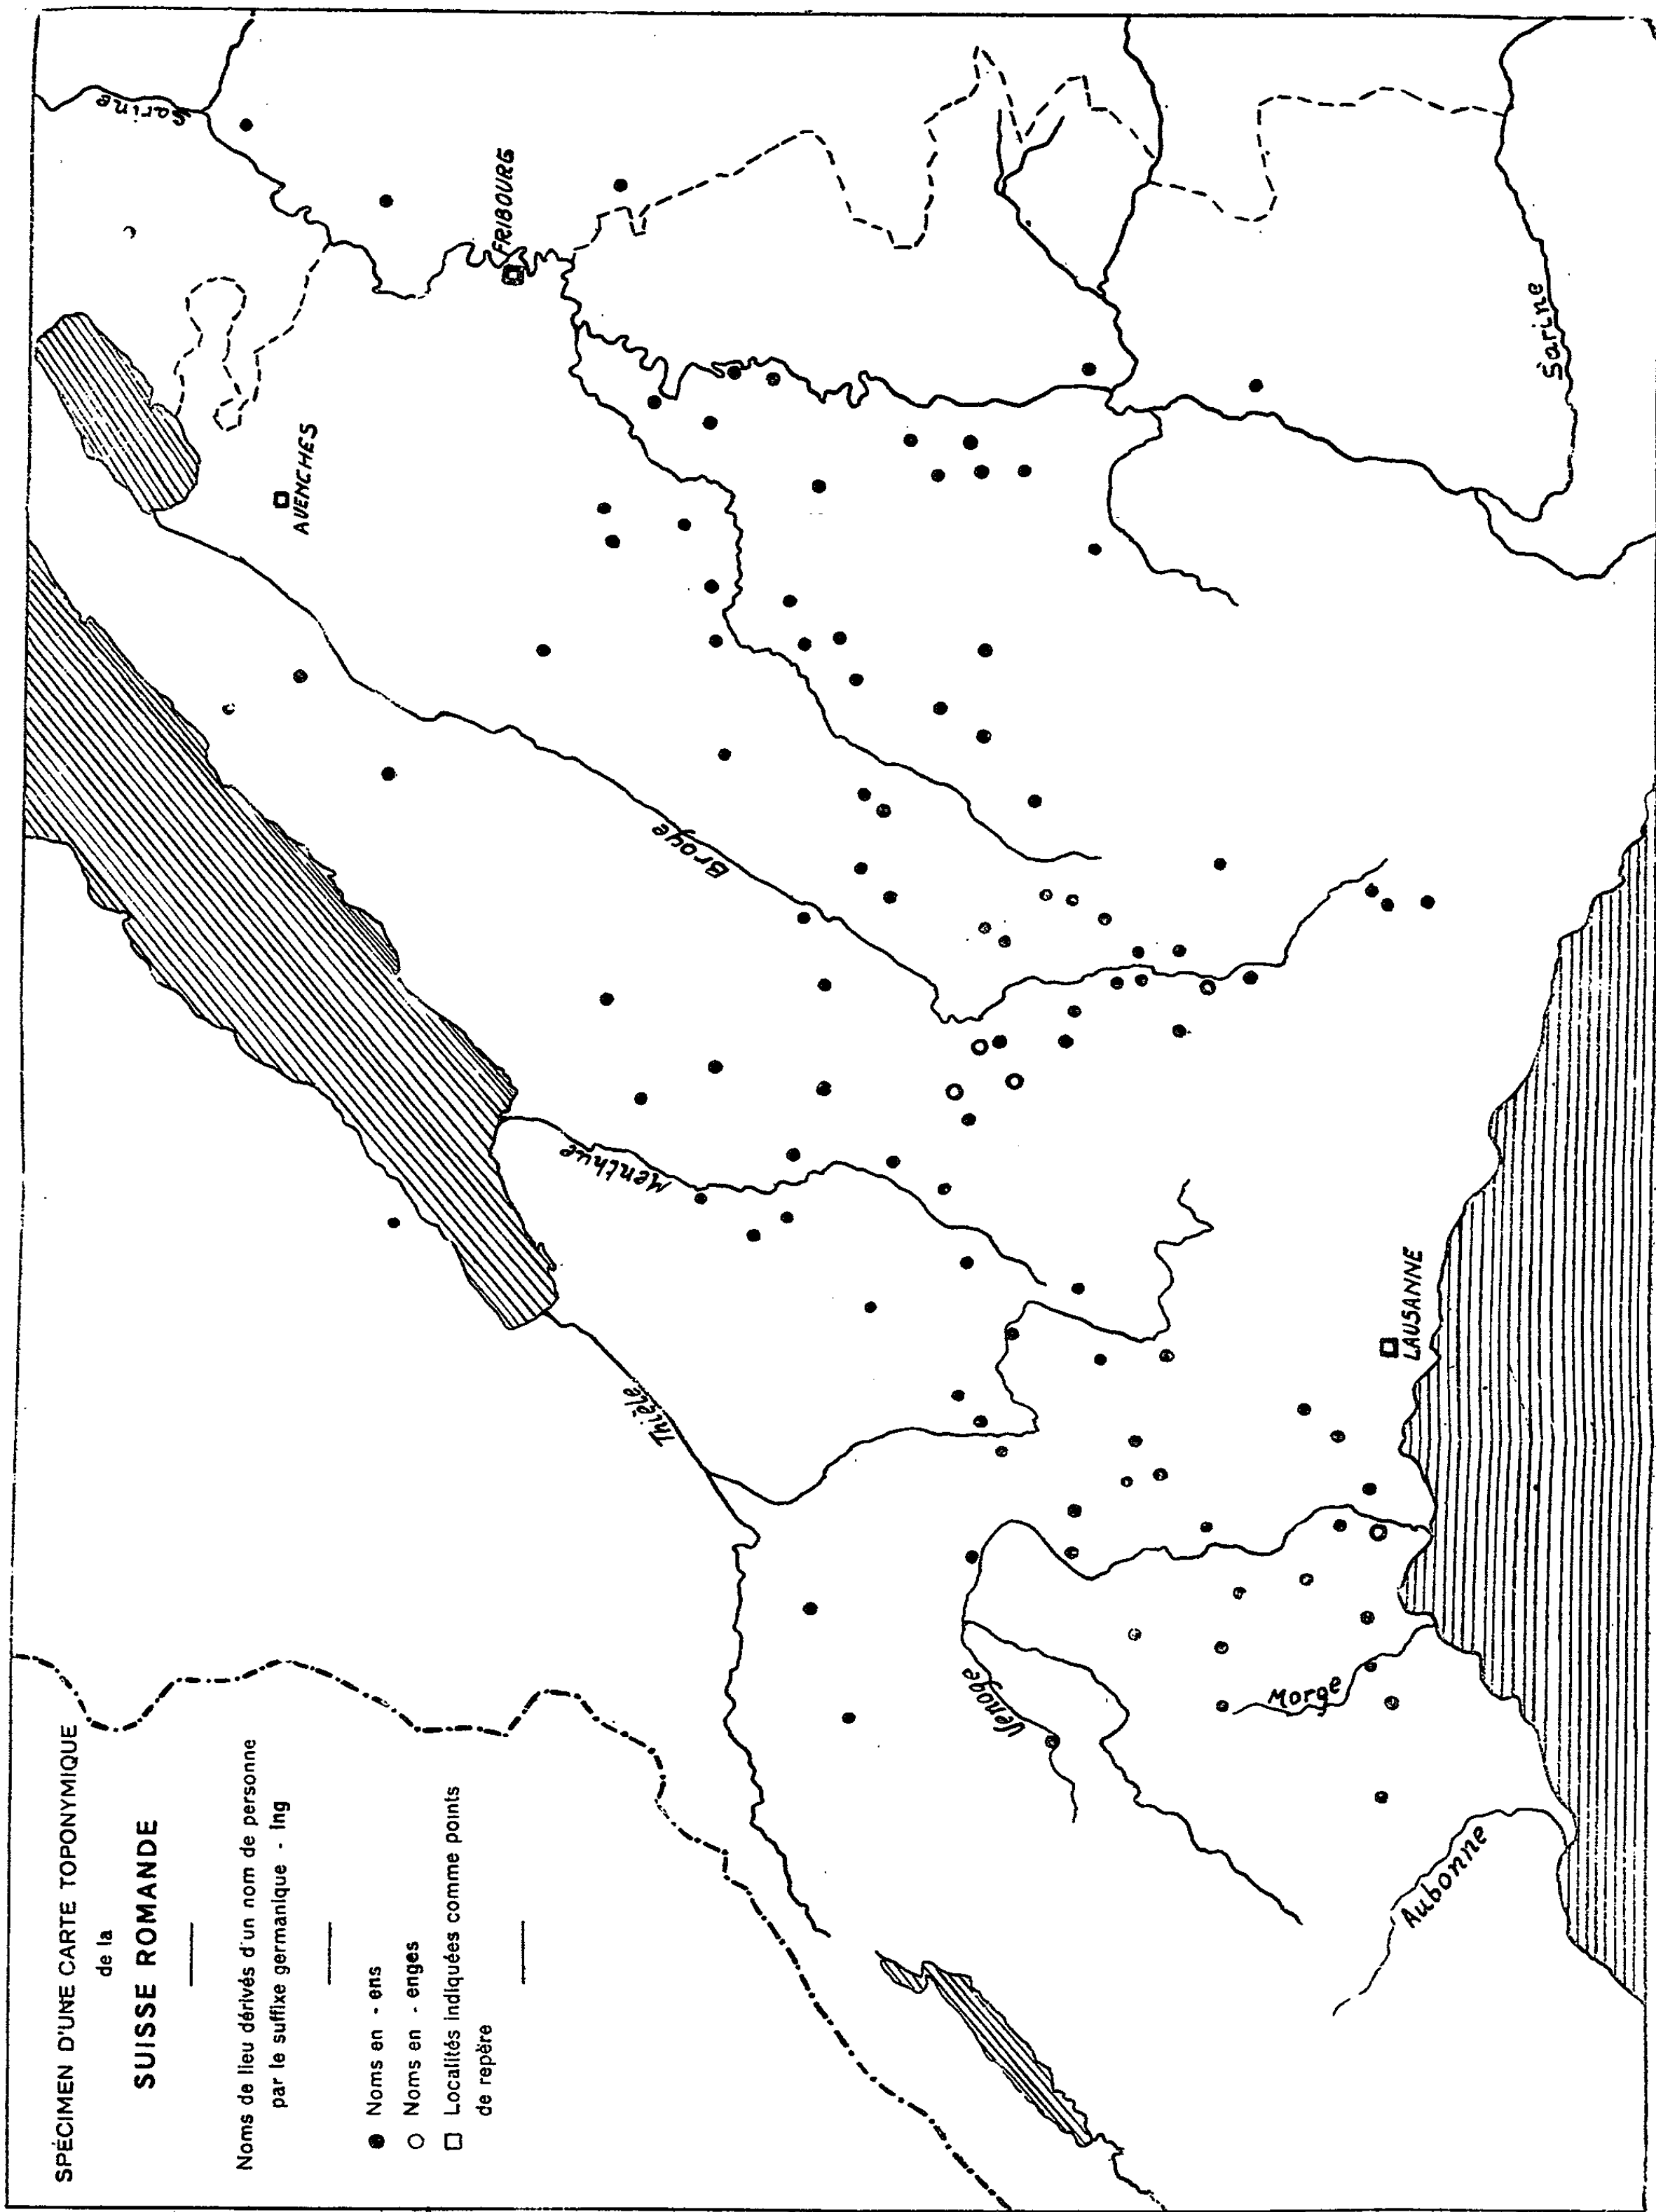 SPÉCIMEN D'UNE CARTE TOPONYMIQUE
de la
SUISSE ROMANDE
Noms de lieu dérivés d'un nom de personne
par le suffixe germanique - ing
Noms en - ens
Noms en - enges
Localités indiquées comme points
de repère
Sarine
FRIBOURG
AVENCHES
Sarine
Broye
Menthue
Thièle
LAUSANNE
Venoge
Morge
Aubonne